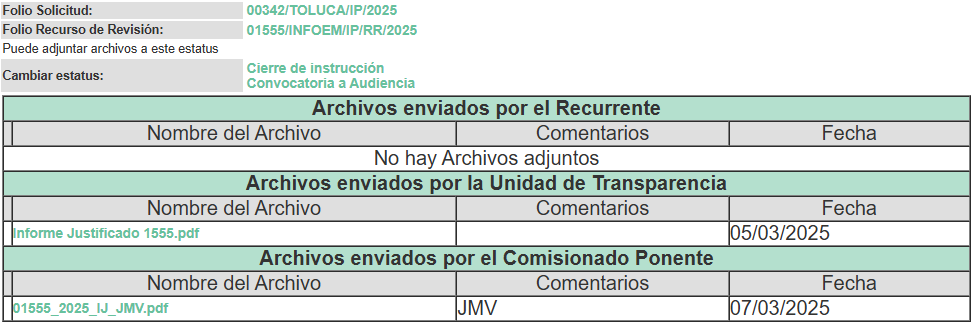 Folio Solicitud: 00342/TOLUCA/IP/2025
Folio Recurso de Revisión: 01555/INFOEM/IP/RR/2025
Puede adjuntar archivos a este estatus
Cambiar estatus: Cierre de instrucción
Convocatoria a Audiencia
Archivos enviados por el Recurrente
Nombre del Archivo Comentarios Fecha
No hay Archivos adjuntos
Archivos enviados por la Unidad de Transparencia
Nombre del Archivo Comentarios Fecha
Informe Justificado 1555.pdf 05/03/2025
Archivos enviados por el Comisionado Ponente
Nombre del Archivo Comentarios Fecha
01555_2025_IJ_JMV.pdf JMV 07/03/2025